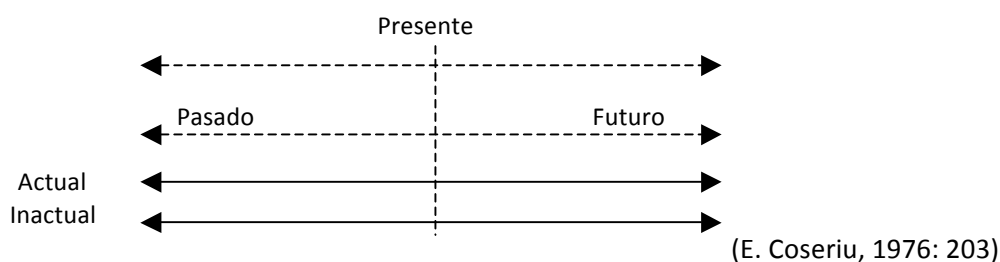 Presente
Pasado Futuro
Actual
Inactual
(E. Coseriu, 1976: 203)